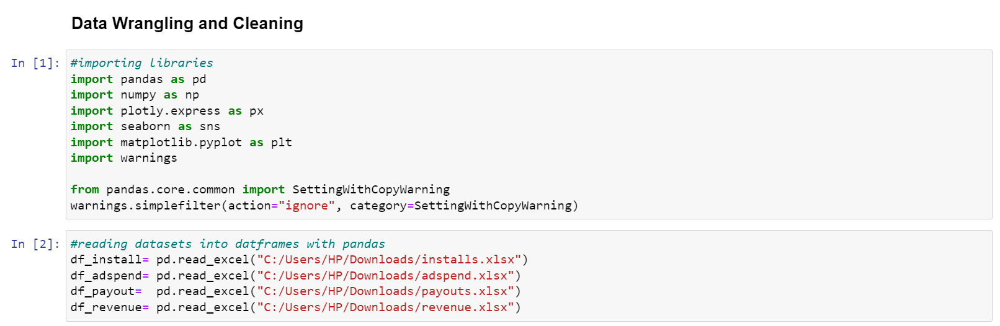 Data Wrangling and Cleaning
In [1]:
#importing libraries
import pandas as pd
import numpy as np
import plotly.express as px
import seaborn as sns
import matplotlib.pyplot as plt
import warnings
from pandas.core.common import SettingWithCopyWarning
warnings.simplefilter(action="ignore", category=SettingWithCopyWarning)
In [2]:
#reading datasets into datframes with pandas
df_install= pd.read_excel("C:/Users/HP/Downloads/installs.xlsx")
df_adspend= pd.read_excel("C:/Users/HP/Downloads/adspend.xlsx")
df_payout=  pd.read_excel("C:/Users/HP/Downloads/payouts.xlsx")
df_revenue= pd.read_excel("C:/Users/HP/Downloads/revenue.xlsx")